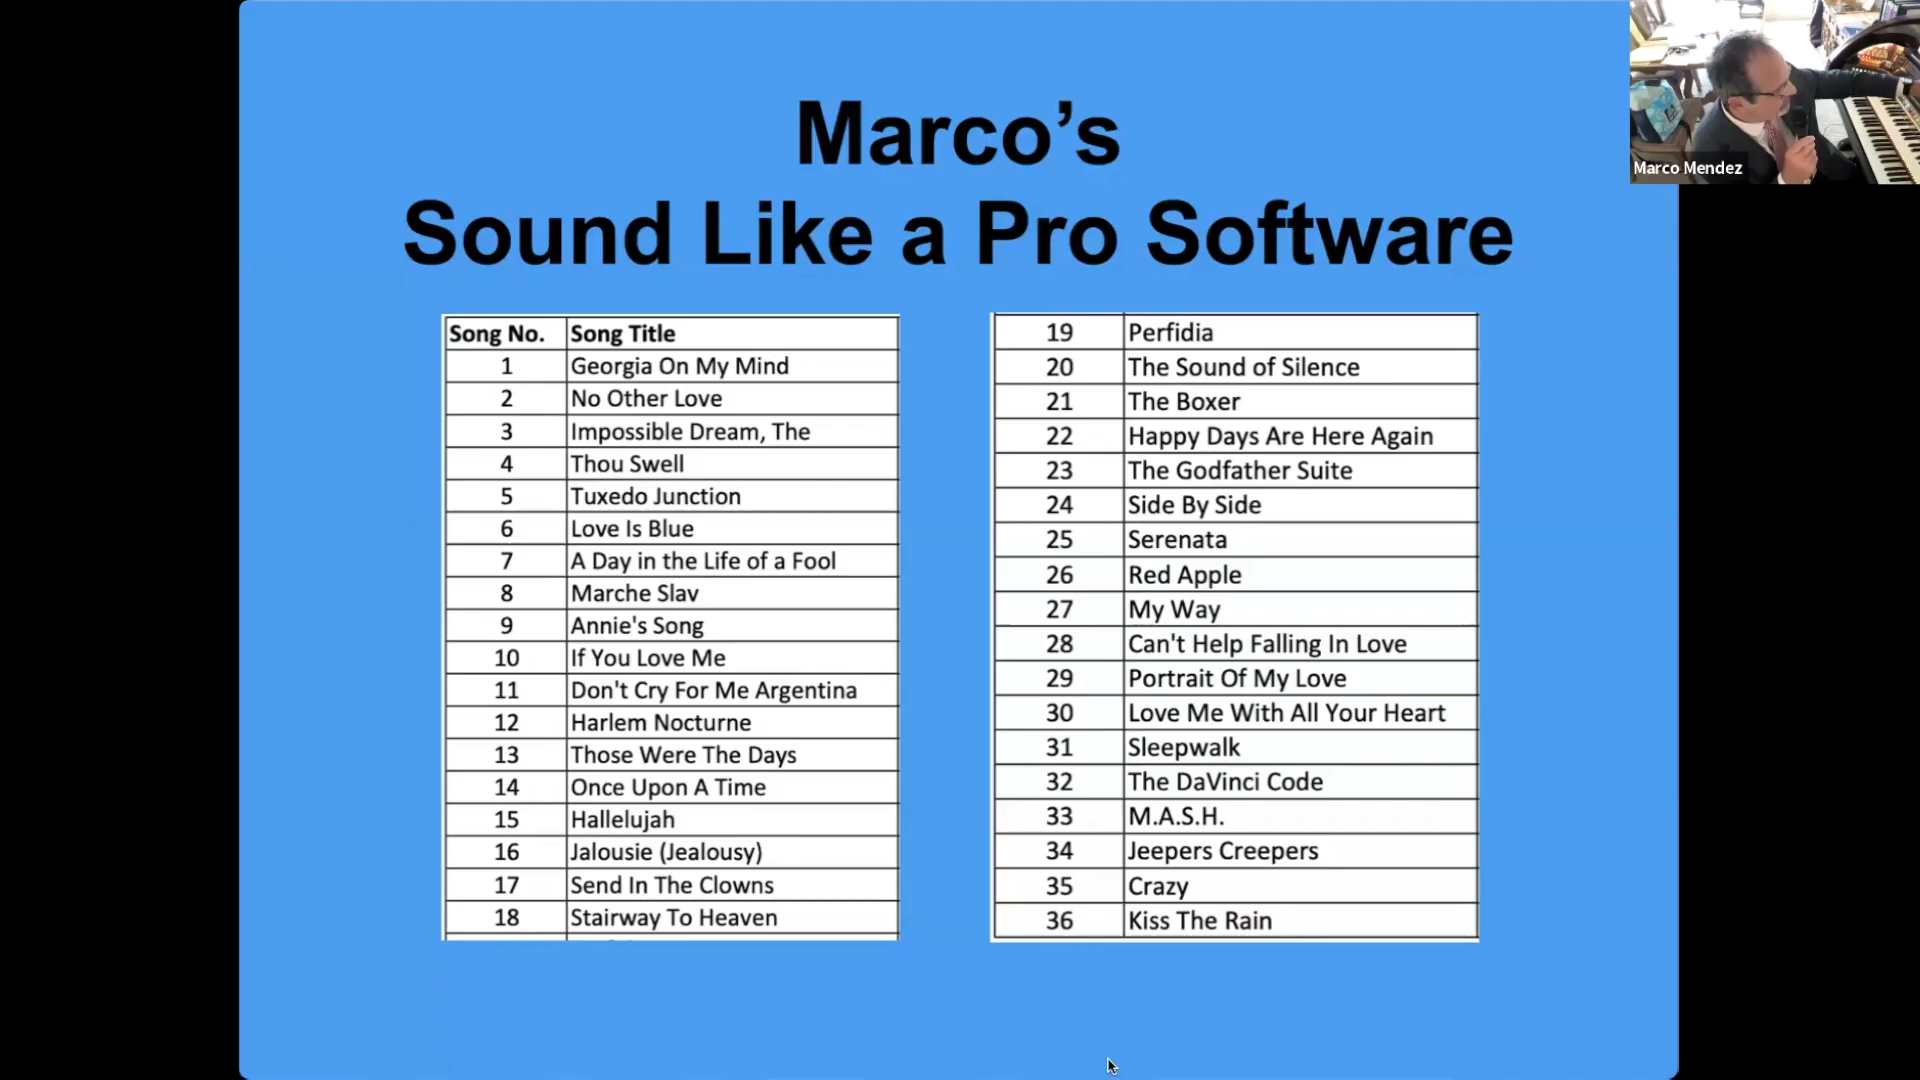 Marco’s
Sound Like a Pro Software
Song No. Song Title
1 Georgia On My Mind
2 No Other Love
3 Impossible Dream, The
4 Thou Swell
5 Tuxedo Junction
6 Love Is Blue
7 A Day in the Life of a Fool
8 Marche Slav
9 Annie's Song
10 If You Love Me
11 Don't Cry For Me Argentina
12 Harlem Nocturne
13 Those Were The Days
14 Once Upon A Time
15 Hallelujah
16 Jalousie (Jealousy)
17 Send In The Clowns
18 Stairway To Heaven
19 Perfidia
20 The Sound of Silence
21 The Boxer
22 Happy Days Are Here Again
23 The Godfather Suite
24 Side By Side
25 Serenata
26 Red Apple
27 My Way
28 Can't Help Falling In Love
29 Portrait Of My Love
30 Love Me With All Your Heart
31 Sleepwalk
32 The DaVinci Code
33 M.A.S.H.
34 Jeepers Creepers
35 Crazy
36 Kiss The Rain
Marco Mendez